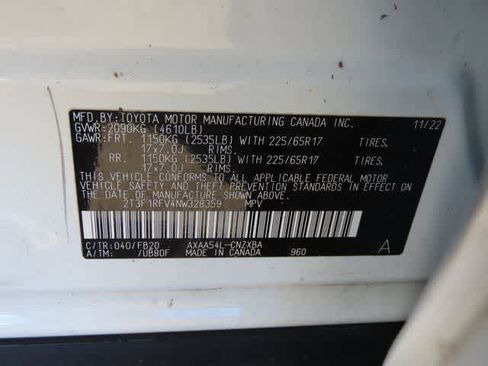 MFD.BY:TOYOTA MOTOR MANUFACTURING CANADA INC. 11/22
GVWR:2090KG (4610LB)
GAWR:FRT. 1150KG (2535LB) WITH 225/65R17 TIRES.
17x7.0J RIMS.
RR. 1150KG (2535LB) WITH 225/65R17 TIRES.
17x7.0J RIMS.
THIS VEHICLE CONFORMS TO ALL APPLICABLE FEDERAL MOTOR
VEHICLE SAFETY AND THEFT PREVENTION STANDARDS IN EFFECT ON
THE DATE OF MANUFACTURE SHOWN ABOVE.
2T3F1RFV4NW328359 MPV
C/TR:040/FB20 AXAA54L-CNZXBA A
A/TM: /UB80F MADE IN CANADA 960